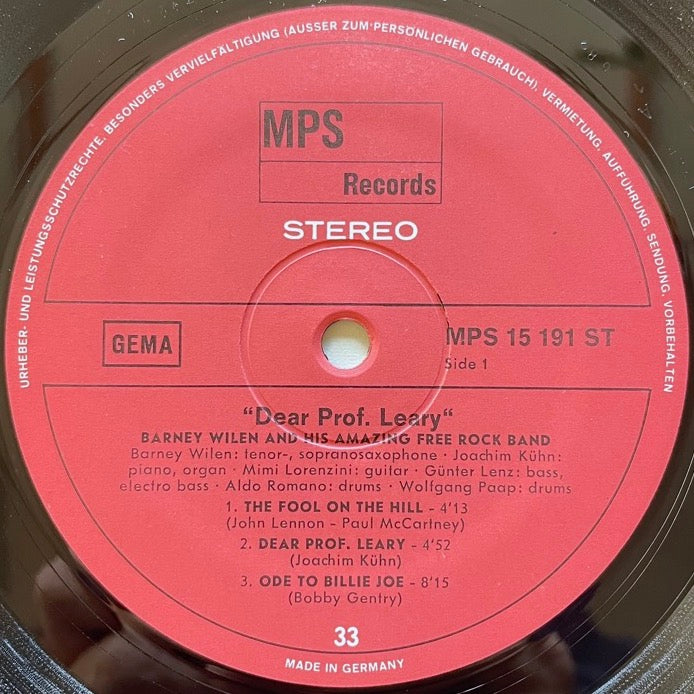 URHEBER- UND LEISTUNGSSCHUTZRECHTE, BESONDERS VERVIELFÄLTIGUNG (AUSSER ZUM PERSÖNLICHEN GEBRAUCH), VERMIETUNG, AUFFÜHRUNG, SENDUNG, VORBEHALTEN
MPS
Records
STEREO
GEMA
MPS 15 191 ST
Side 1
"Dear Prof. Leary"
BARNEY WILEN AND HIS AMAZING FREE ROCK BAND
Barney Wilen: tenor-, sopransaxophone · Joachim Kühn:
piano, organ · Mimi Lorenzini: guitar · Günter Lenz: bass,
electro bass · Aldo Romano: drums · Wolfgang Paap: drums
1. THE FOOL ON THE HILL - 4'13
(John Lennon - Paul McCartney)
2. DEAR PROF. LEARY - 4'52
(Joachim Kühn)
3. ODE TO BILLIE JOE - 8'15
(Bobby Gentry)
33
MADE IN GERMANY